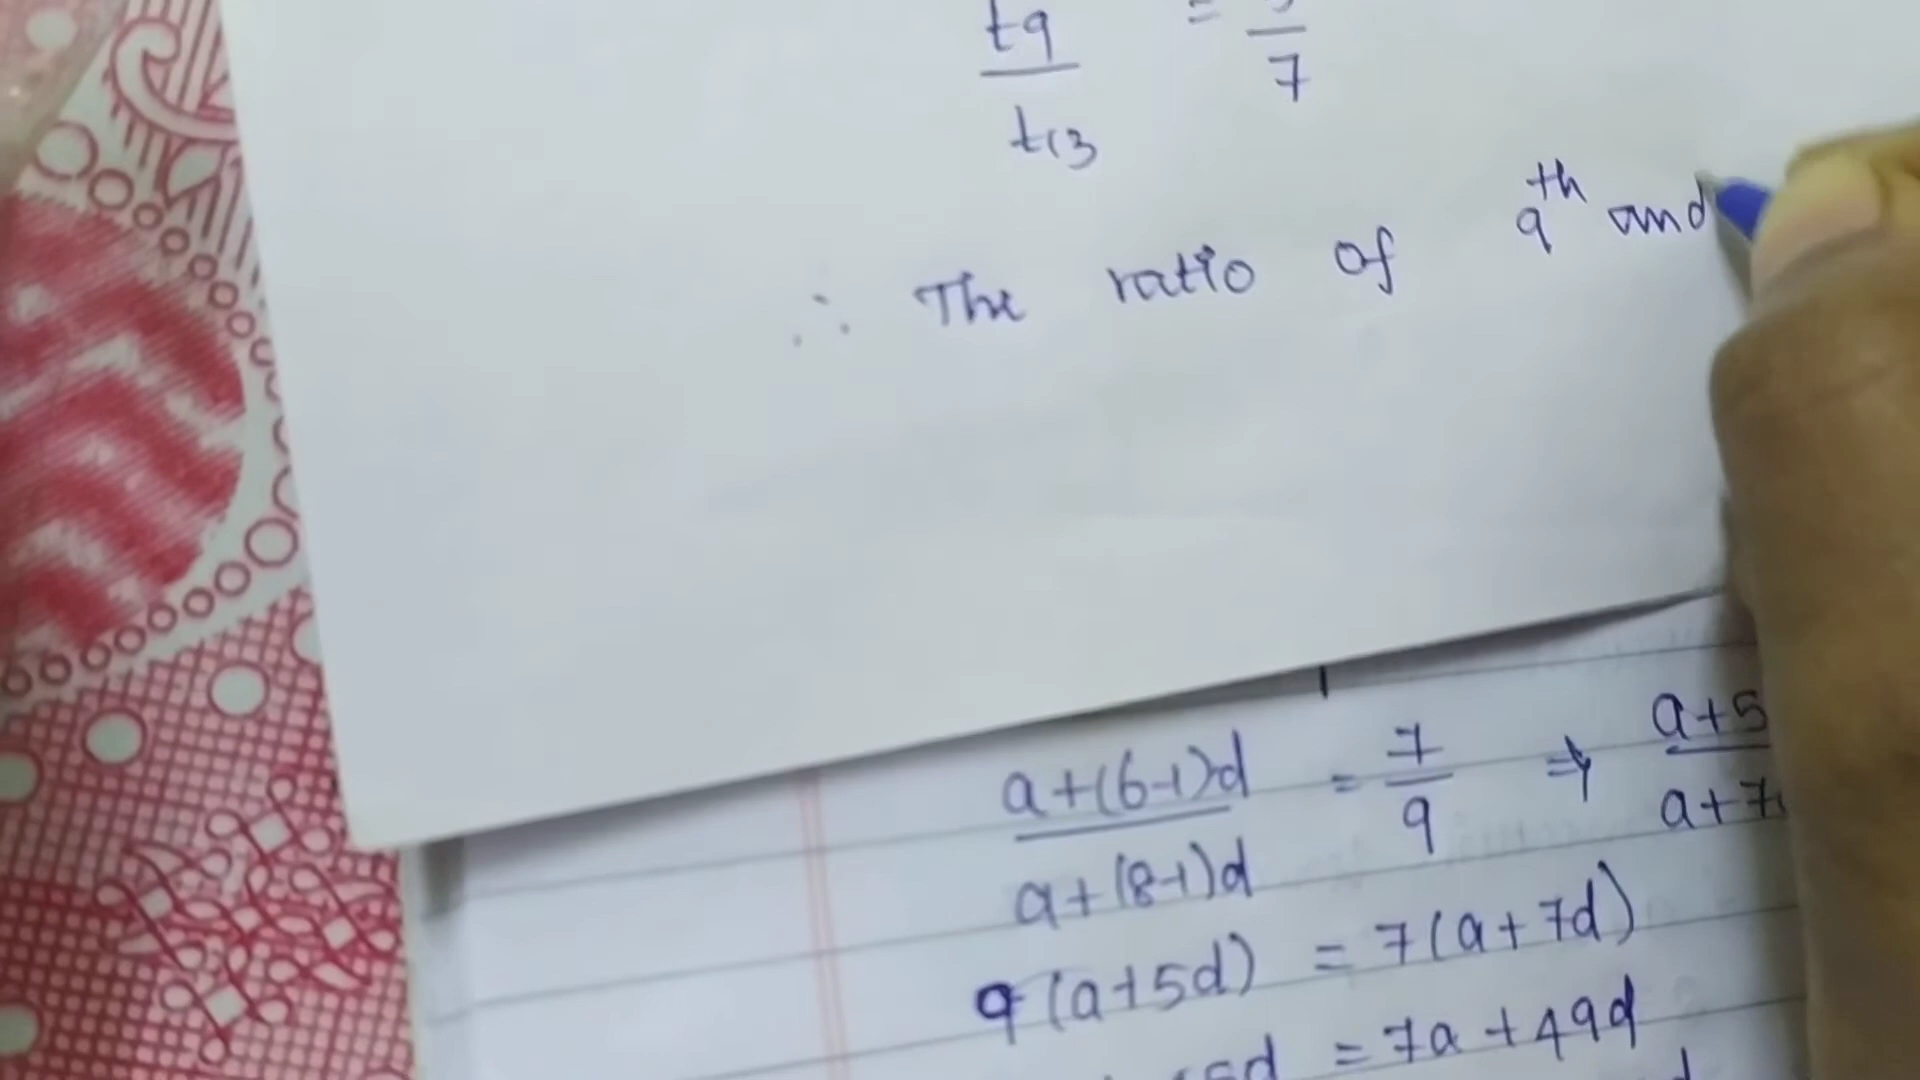 t9 =
7
t13
∴ The ratio of 9th and
a+(6-1)d = 7/9 ⇒ a+5
a+(8-1)d a+7
9(a+5d) = 7(a+7d)
5d = 7a+49d